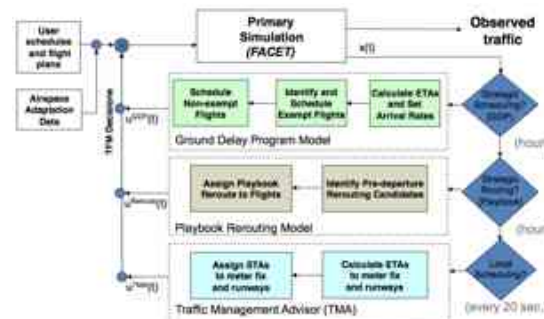 User
schedules and flight
plans
Airspace
Adaptation
Data
Primary
Simulation
(FACET)
Observed
traffic
x(t)
TFM Decisions
Schedule
Non-exempt
Flights
Identify and
Schedule
Exempt Flights
Calculate ETAs
and Set
Arrival Rates
Ground Delay Program Model
Strategic
Scheduling?
(GDP)
(hour
Assign Playbook
Reroute to Flights
Identify Pre-departure
Rerouting Candidates
Playbook Rerouting Model
Strategic
Routing?
(Playbook)
(hour
Assign STAs
to meter fix
and runways
Calculate ETAs
to meter fix
and runways
Traffic Management Advisor (TMA)
Local
Scheduling?
(every 20 sec.